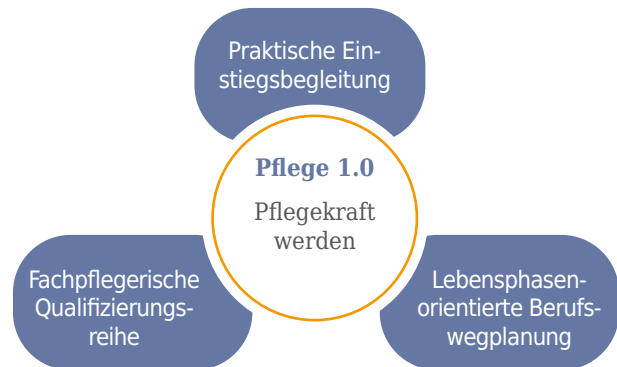 Praktische Ein-
stiegsbegleitung
Pflege 1.0
Pflegekraft
werden
Fachpflegerische
Qualifizierungs-
reihe
Lebensphasen-
orientierte Berufs-
wegplanung